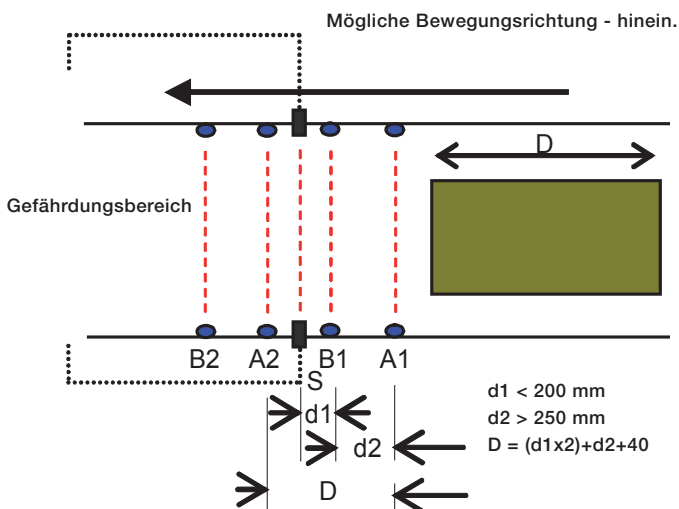 Mögliche Bewegungsrichtung - hinein.
D
Gefährdungsbereich
B2 A2 B1 A1
S
d1
d2
D
d1 < 200 mm
d2 > 250 mm
D = (d1x2)+d2+40